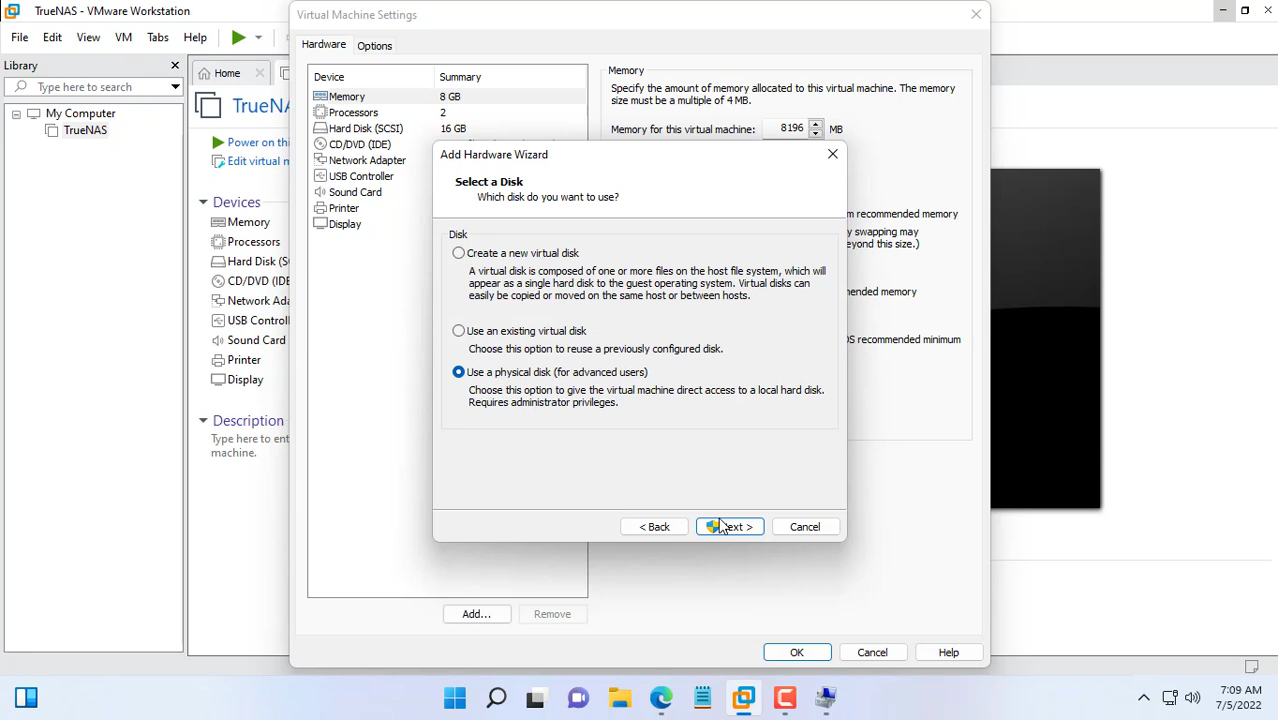 TrueNAS - VMware Workstation
File Edit View VM Tabs Help
Library
Type here to search
My Computer
TrueNAS
Home
Power on this
Edit virtual m
Devices
Memory
Processors
Hard Disk (S
CD/DVD (IDE
Network Ada
USB Control
Sound Card
Printer
Display
Description
Type here to ent
machine.
Virtual Machine Settings
Hardware Options
Device Summary
Memory 8 GB
Processors 2
Hard Disk (SCSI) 16 GB
CD/DVD (IDE)
Network Adapter
USB Controller
Sound Card
Printer
Display
Add... Remove
Memory
Specify the amount of memory allocated to this virtual machine. The memory
size must be a multiple of 4 MB.
Memory for this virtual machine: 8196 MB
m recommended memory
y swapping may
eyond this size.)
ended memory
OS recommended minimum
Add Hardware Wizard
Select a Disk
Which disk do you want to use?
Disk
Create a new virtual disk
A virtual disk is composed of one or more files on the host file system, which will
appear as a single hard disk to the guest operating system. Virtual disks can
easily be copied or moved on the same host or between hosts.
Use an existing virtual disk
Choose this option to reuse a previously configured disk.
Use a physical disk (for advanced users)
Choose this option to give the virtual machine direct access to a local hard disk.
Requires administrator privileges.
< Back ext > Cancel
OK Cancel Help
7:09 AM
7/5/2022